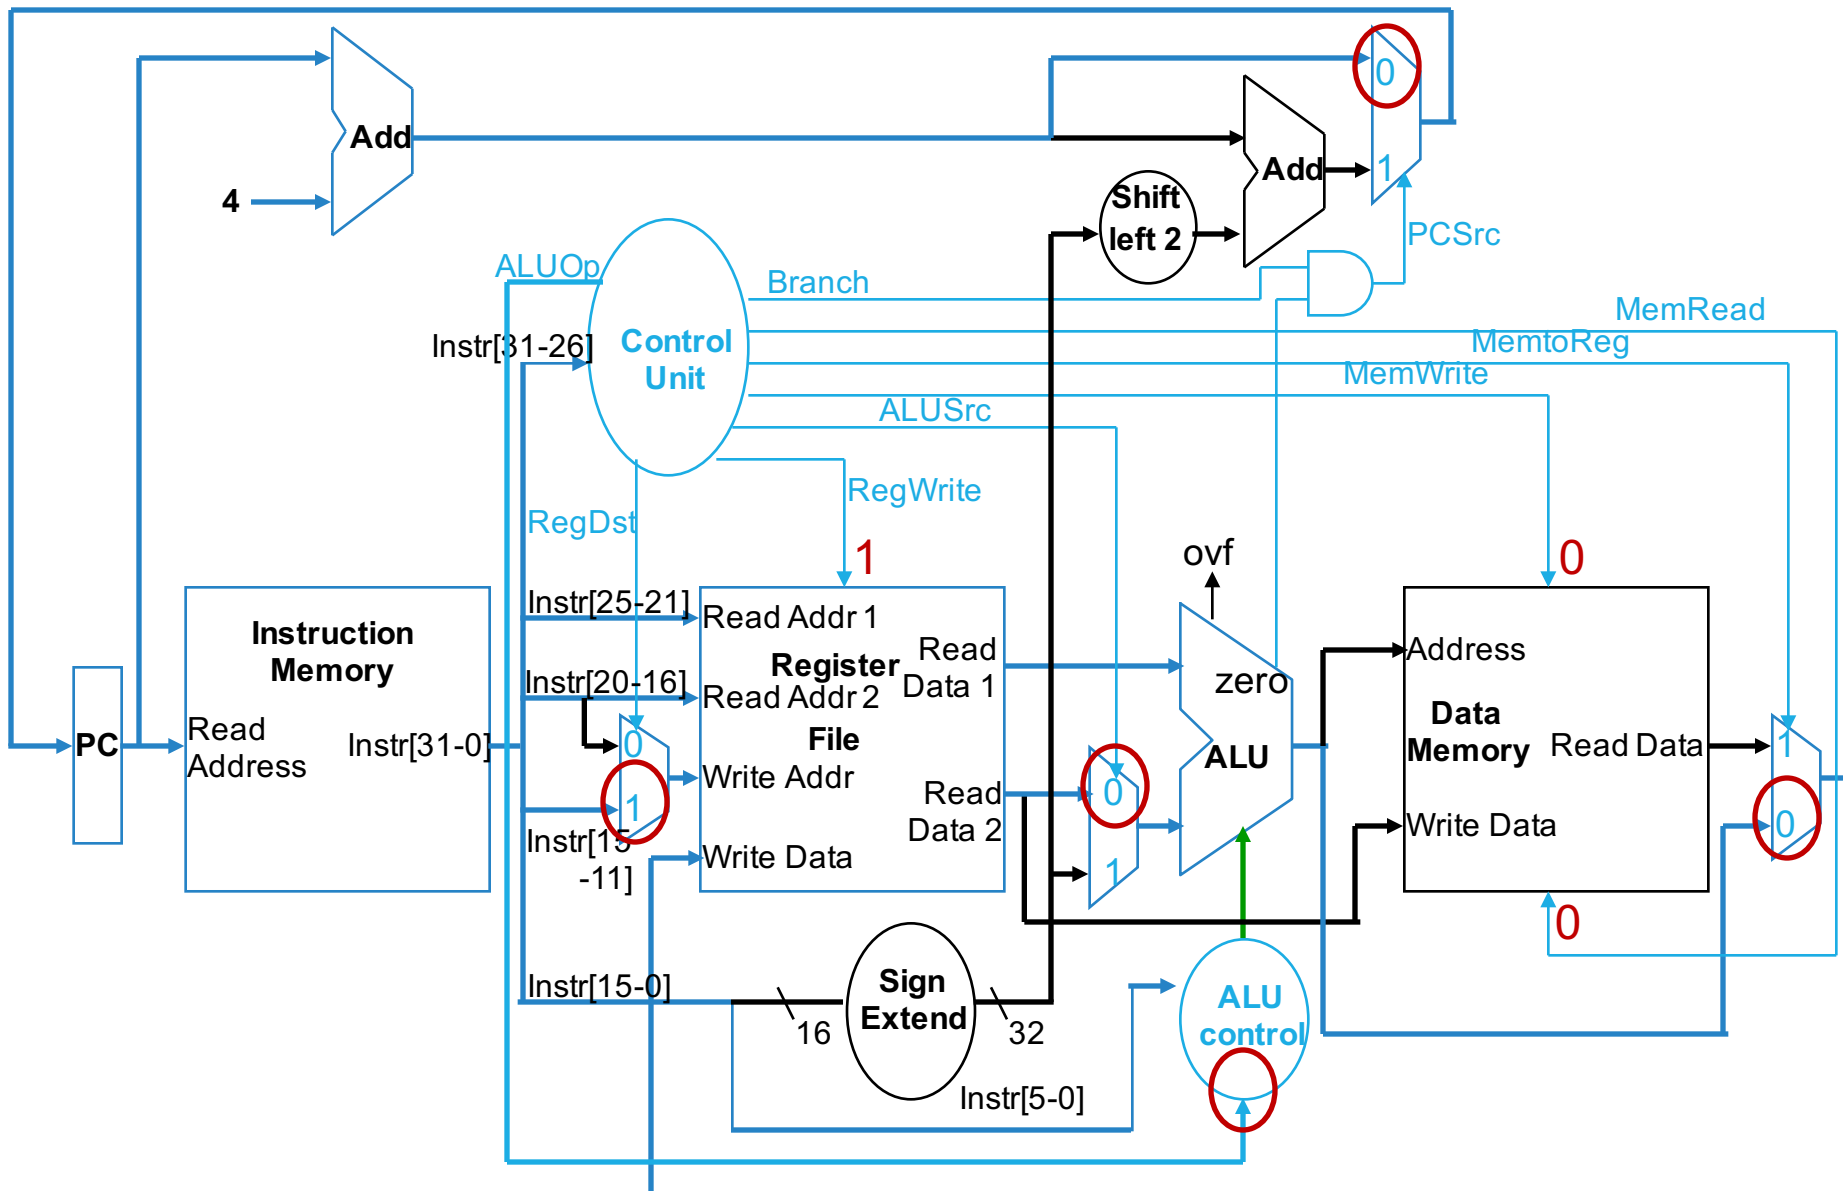 0
Add
Add
1
4
Shift
left 2
PCSrc
ALUOp
Branch
MemRead
Instr[31-26]
Control
Unit
MemtoReg
MemWrite
ALUSrc
RegWrite
RegDst
1
ovf
0
Instruction
Memory
Instr[25-21]
Read Addr 1
Register
File
Read
Data 1
Instr[20-16]
Read Addr 2
zero
Address
Data
Memory
PC
Read
Address
Instr[31-0]
0
Write Addr
ALU
Read Data
1
1
Read
Data 2
0
Write Data
0
Instr[15
-11]
Write Data
1
0
Instr[15-0]
Sign
Extend
16
32
ALU
control
Instr[5-0]